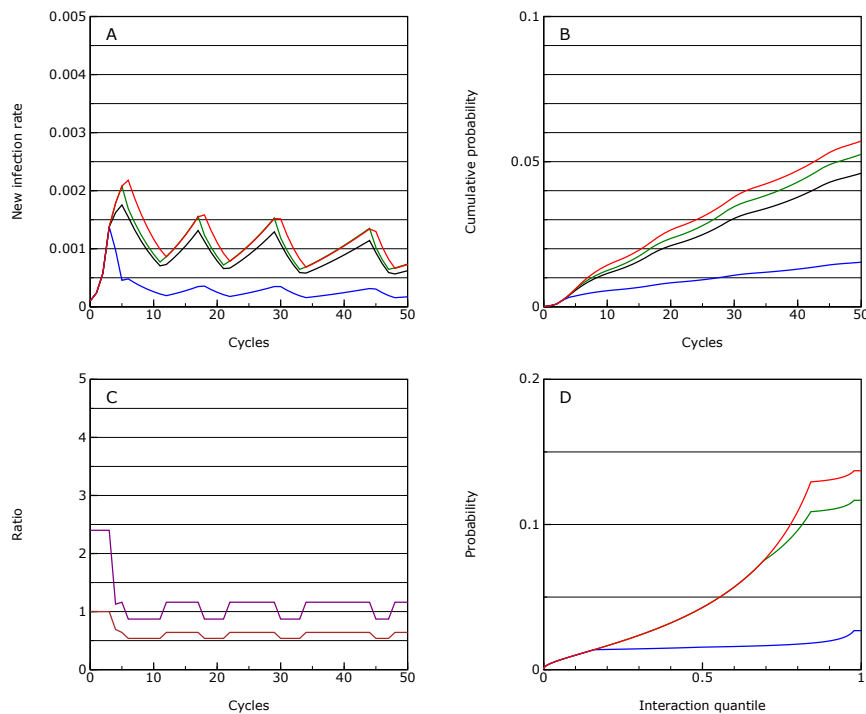 A
0.005
0.004
0.003
0.002
0.001
0
New infection rate
0 10 20 30 40 50
Cycles
B
0.1
0.05
0
Cumulative probability
0 10 20 30 40 50
Cycles
C
5
4
3
2
1
0
Ratio
0 10 20 30 40 50
Cycles
D
0.2
0.1
0
Probability
0 0.5 1
Interaction quantile